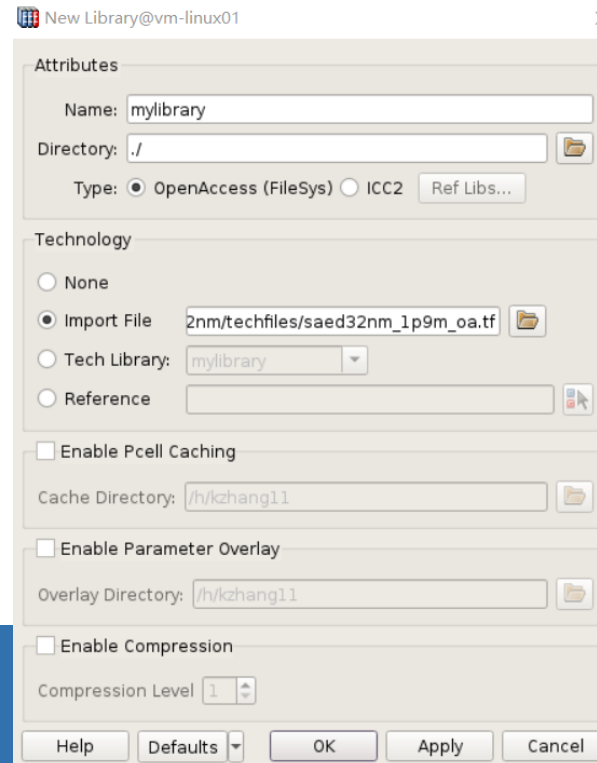 New Library@vm-linux01
Attributes
Name: mylibrary
Directory: ./
Type: OpenAccess (FileSys) ICC2 Ref Libs...
Technology
None
Import File 2nm/techfiles/saed32nm_1p9m_oa.tf
Tech Library: mylibrary
Reference
Enable Pcell Caching
Cache Directory: /h/kzhang11
Enable Parameter Overlay
Overlay Directory: /h/kzhang11
Enable Compression
Compression Level 1
Help Defaults OK Apply Cancel